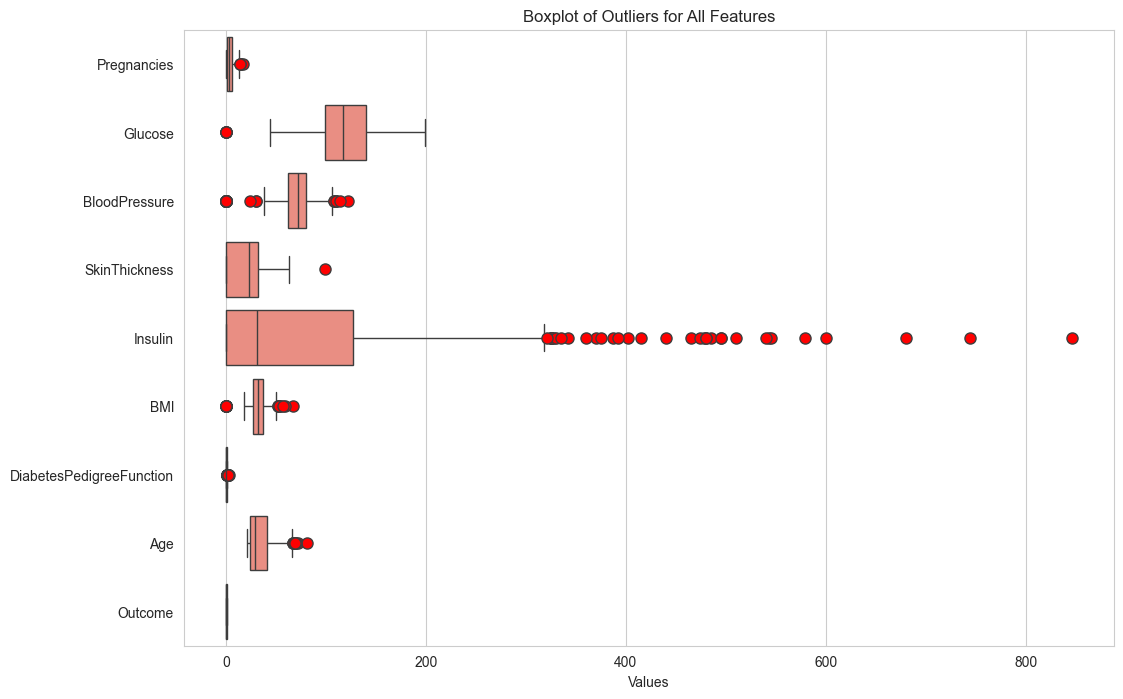 Boxplot of Outliers for All Features
Pregnancies
Glucose
BloodPressure
SkinThickness
Insulin
BMI
DiabetesPedigreeFunction
Age
Outcome
0 200 400 600 800
Values